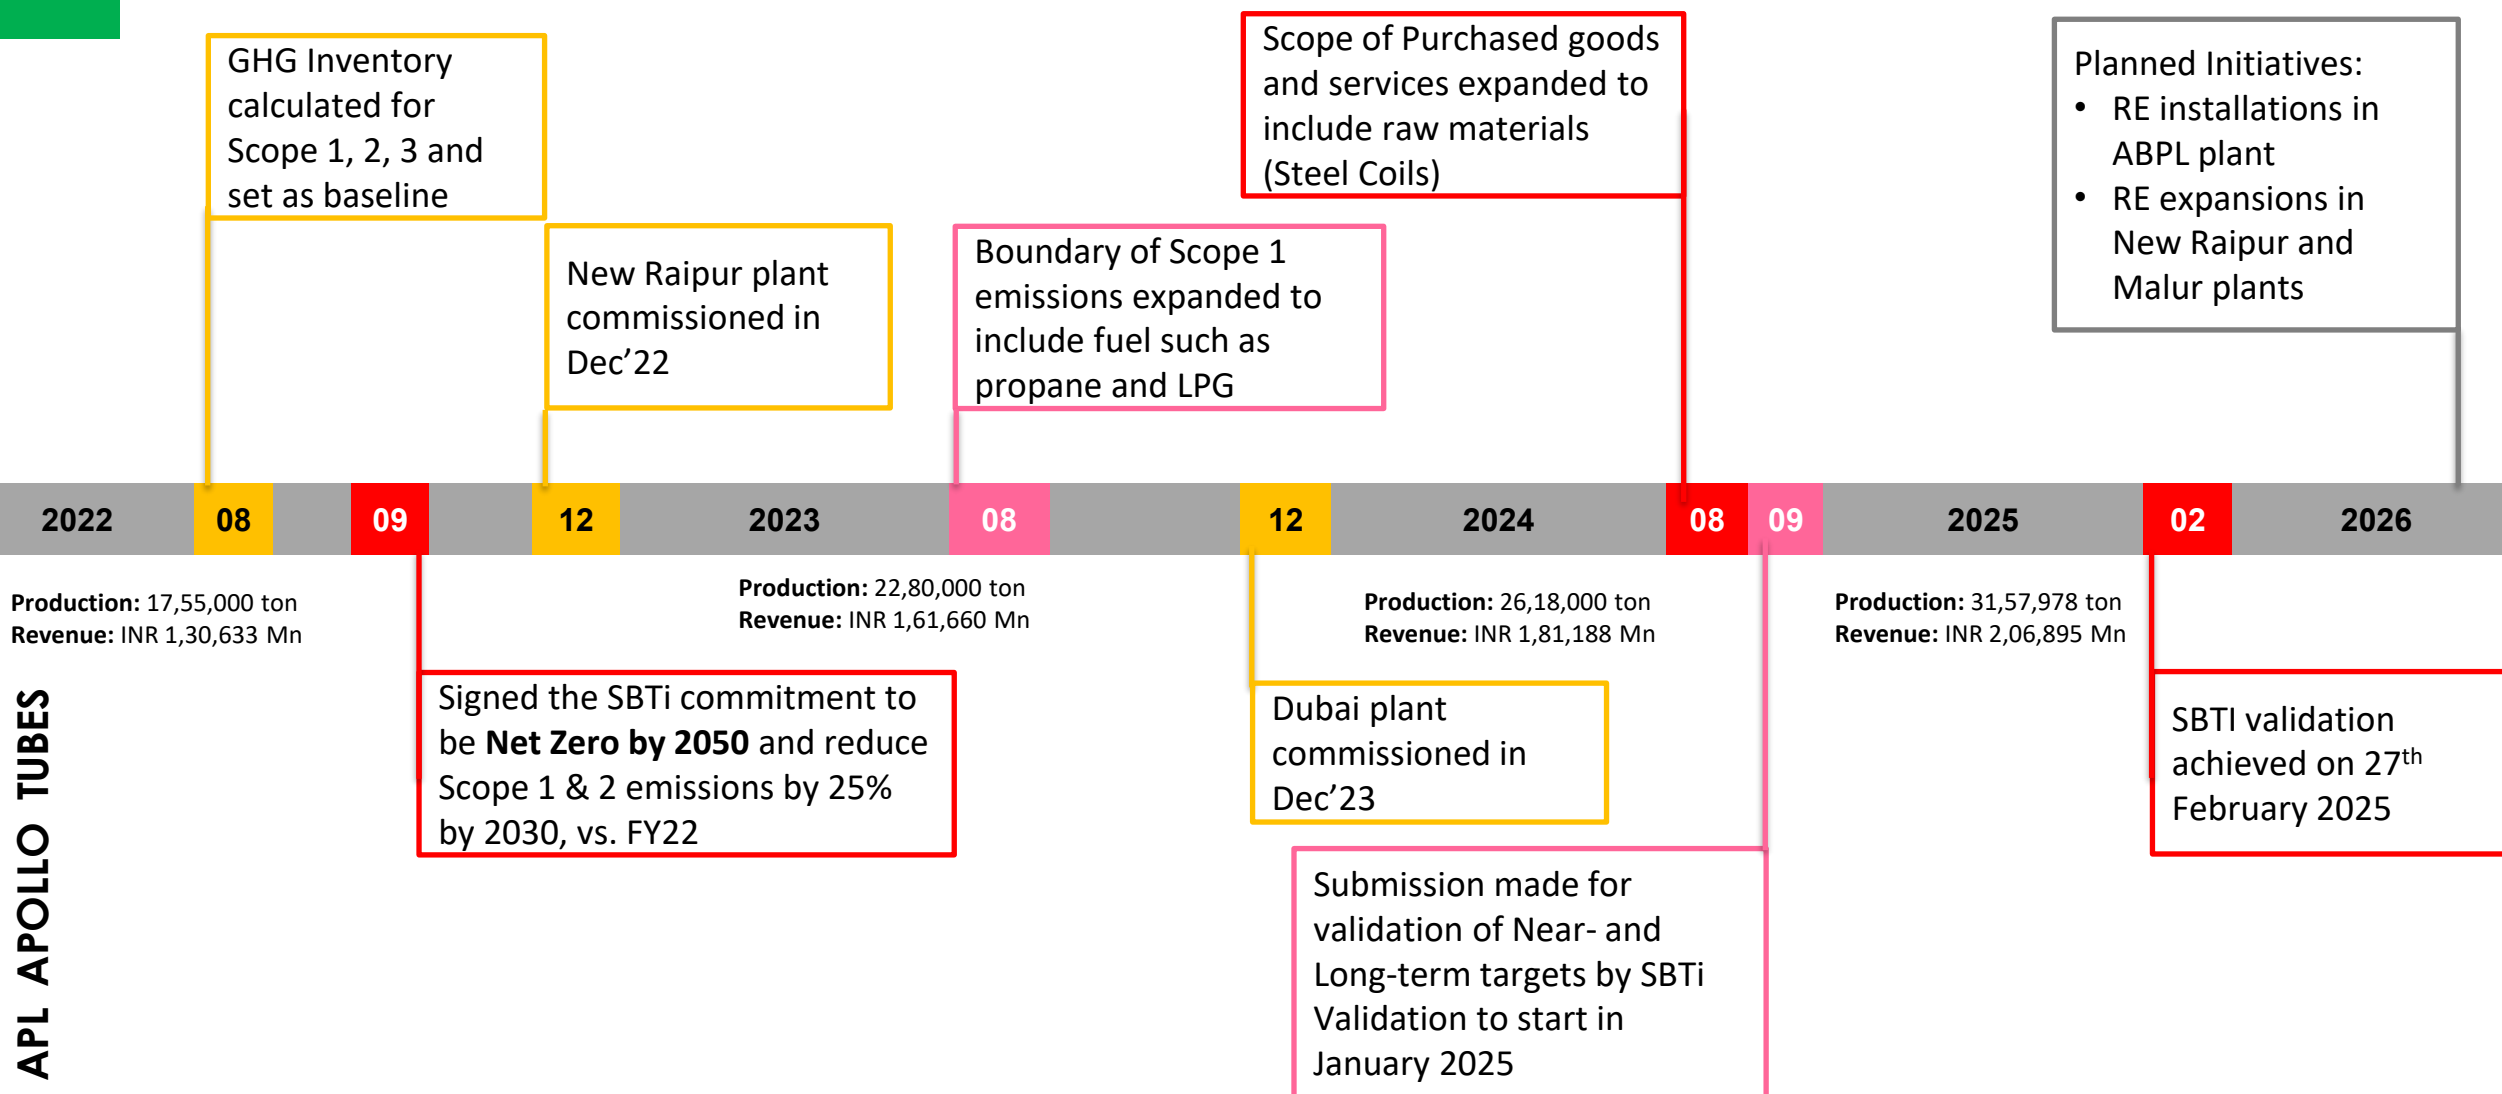 GHG Inventory
calculated for
Scope 1, 2, 3 and
set as baseline
New Raipur plant
commissioned in
Dec’22
Boundary of Scope 1
emissions expanded to
include fuel such as
propane and LPG
Scope of Purchased goods
and services expanded to
include raw materials
(Steel Coils)
Planned Initiatives:
• RE installations in
ABPL plant
• RE expansions in
New Raipur and
Malur plants
2022 08 09 12 2023 08 12 2024 08 09 2025 02 2026
Production: 17,55,000 ton
Revenue: INR 1,30,633 Mn
Production: 22,80,000 ton
Revenue: INR 1,61,660 Mn
Production: 26,18,000 ton
Revenue: INR 1,81,188 Mn
Production: 31,57,978 ton
Revenue: INR 2,06,895 Mn
Signed the SBTi commitment to
be Net Zero by 2050 and reduce
Scope 1 & 2 emissions by 25%
by 2030, vs. FY22
Dubai plant
commissioned in
Dec’23
Submission made for
validation of Near- and
Long-term targets by SBTi
Validation to start in
January 2025
SBTI validation
achieved on 27th
February 2025
APL APOLLO TUBES